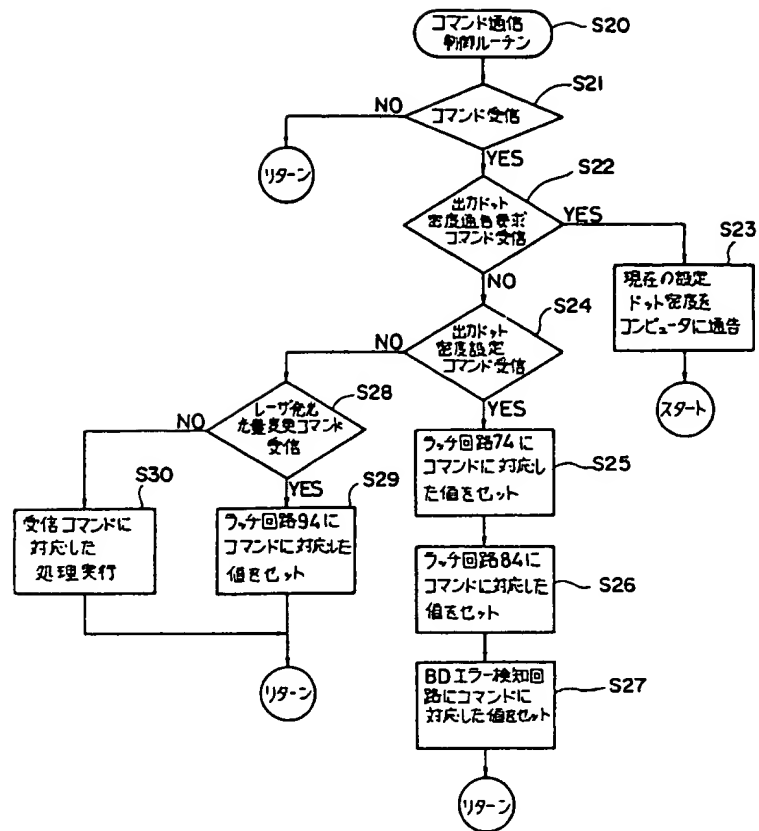 コマンド通信
制御ルーチン
S20
S21
NO
コマンド受信
リターン
YES
S22
出力ドット
密度通告要求
コマンド受信
YES
S23
現在の設定
ドット密度を
コンピュータに通告
スタート
NO
S24
出力ドット
密度設定
コマンド受信
NO
S28
レーザ発光
光量変更コマンド
受信
NO
YES
S30
受信コマンドに
対応した
処理実行
YES
S29
ラッチ回路94に
コマンドに対応した
値をセット
リターン
ラッチ回路74に
コマンドに対応し
た値をセット
S25
ラッチ回路84に
コマンドに対応した
値をセット
S26
BDエラー検知回
路にコマンドに
対応した値をセット
S27
リターン